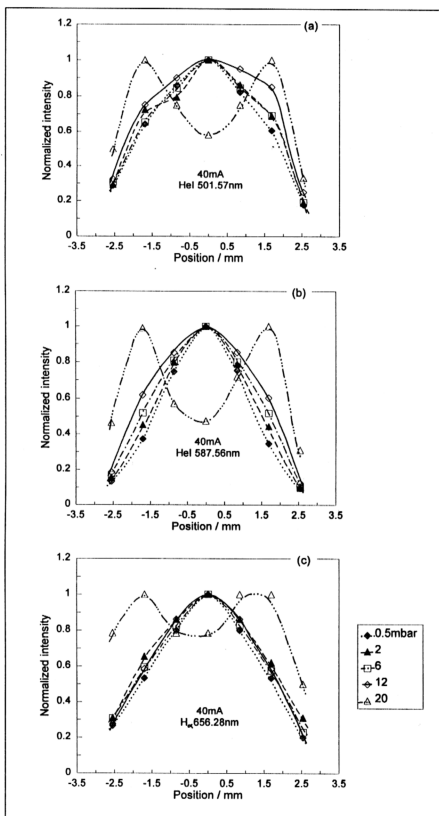 (a)
1.2
1
0.8
0.6
0.4
0.2
0
Normalized intensity
40mA
HeI 501.57nm
-3.5 -2.5 -1.5 -0.5 0.5 1.5 2.5 3.5
Position / mm
(b)
1.2
1
0.8
0.6
0.4
0.2
0
Normalized intensity
40mA
HeI 587.56nm
-3.5 -2.5 -1.5 -0.5 0.5 1.5 2.5 3.5
Position / mm
(c)
1.2
1
0.8
0.6
0.4
0.2
0
Normalized intensity
40mA
Hα 656.28nm
-3.5 -2.5 -1.5 -0.5 0.5 1.5 2.5 3.5
Position / mm
0.5mbar
2
6
12
20